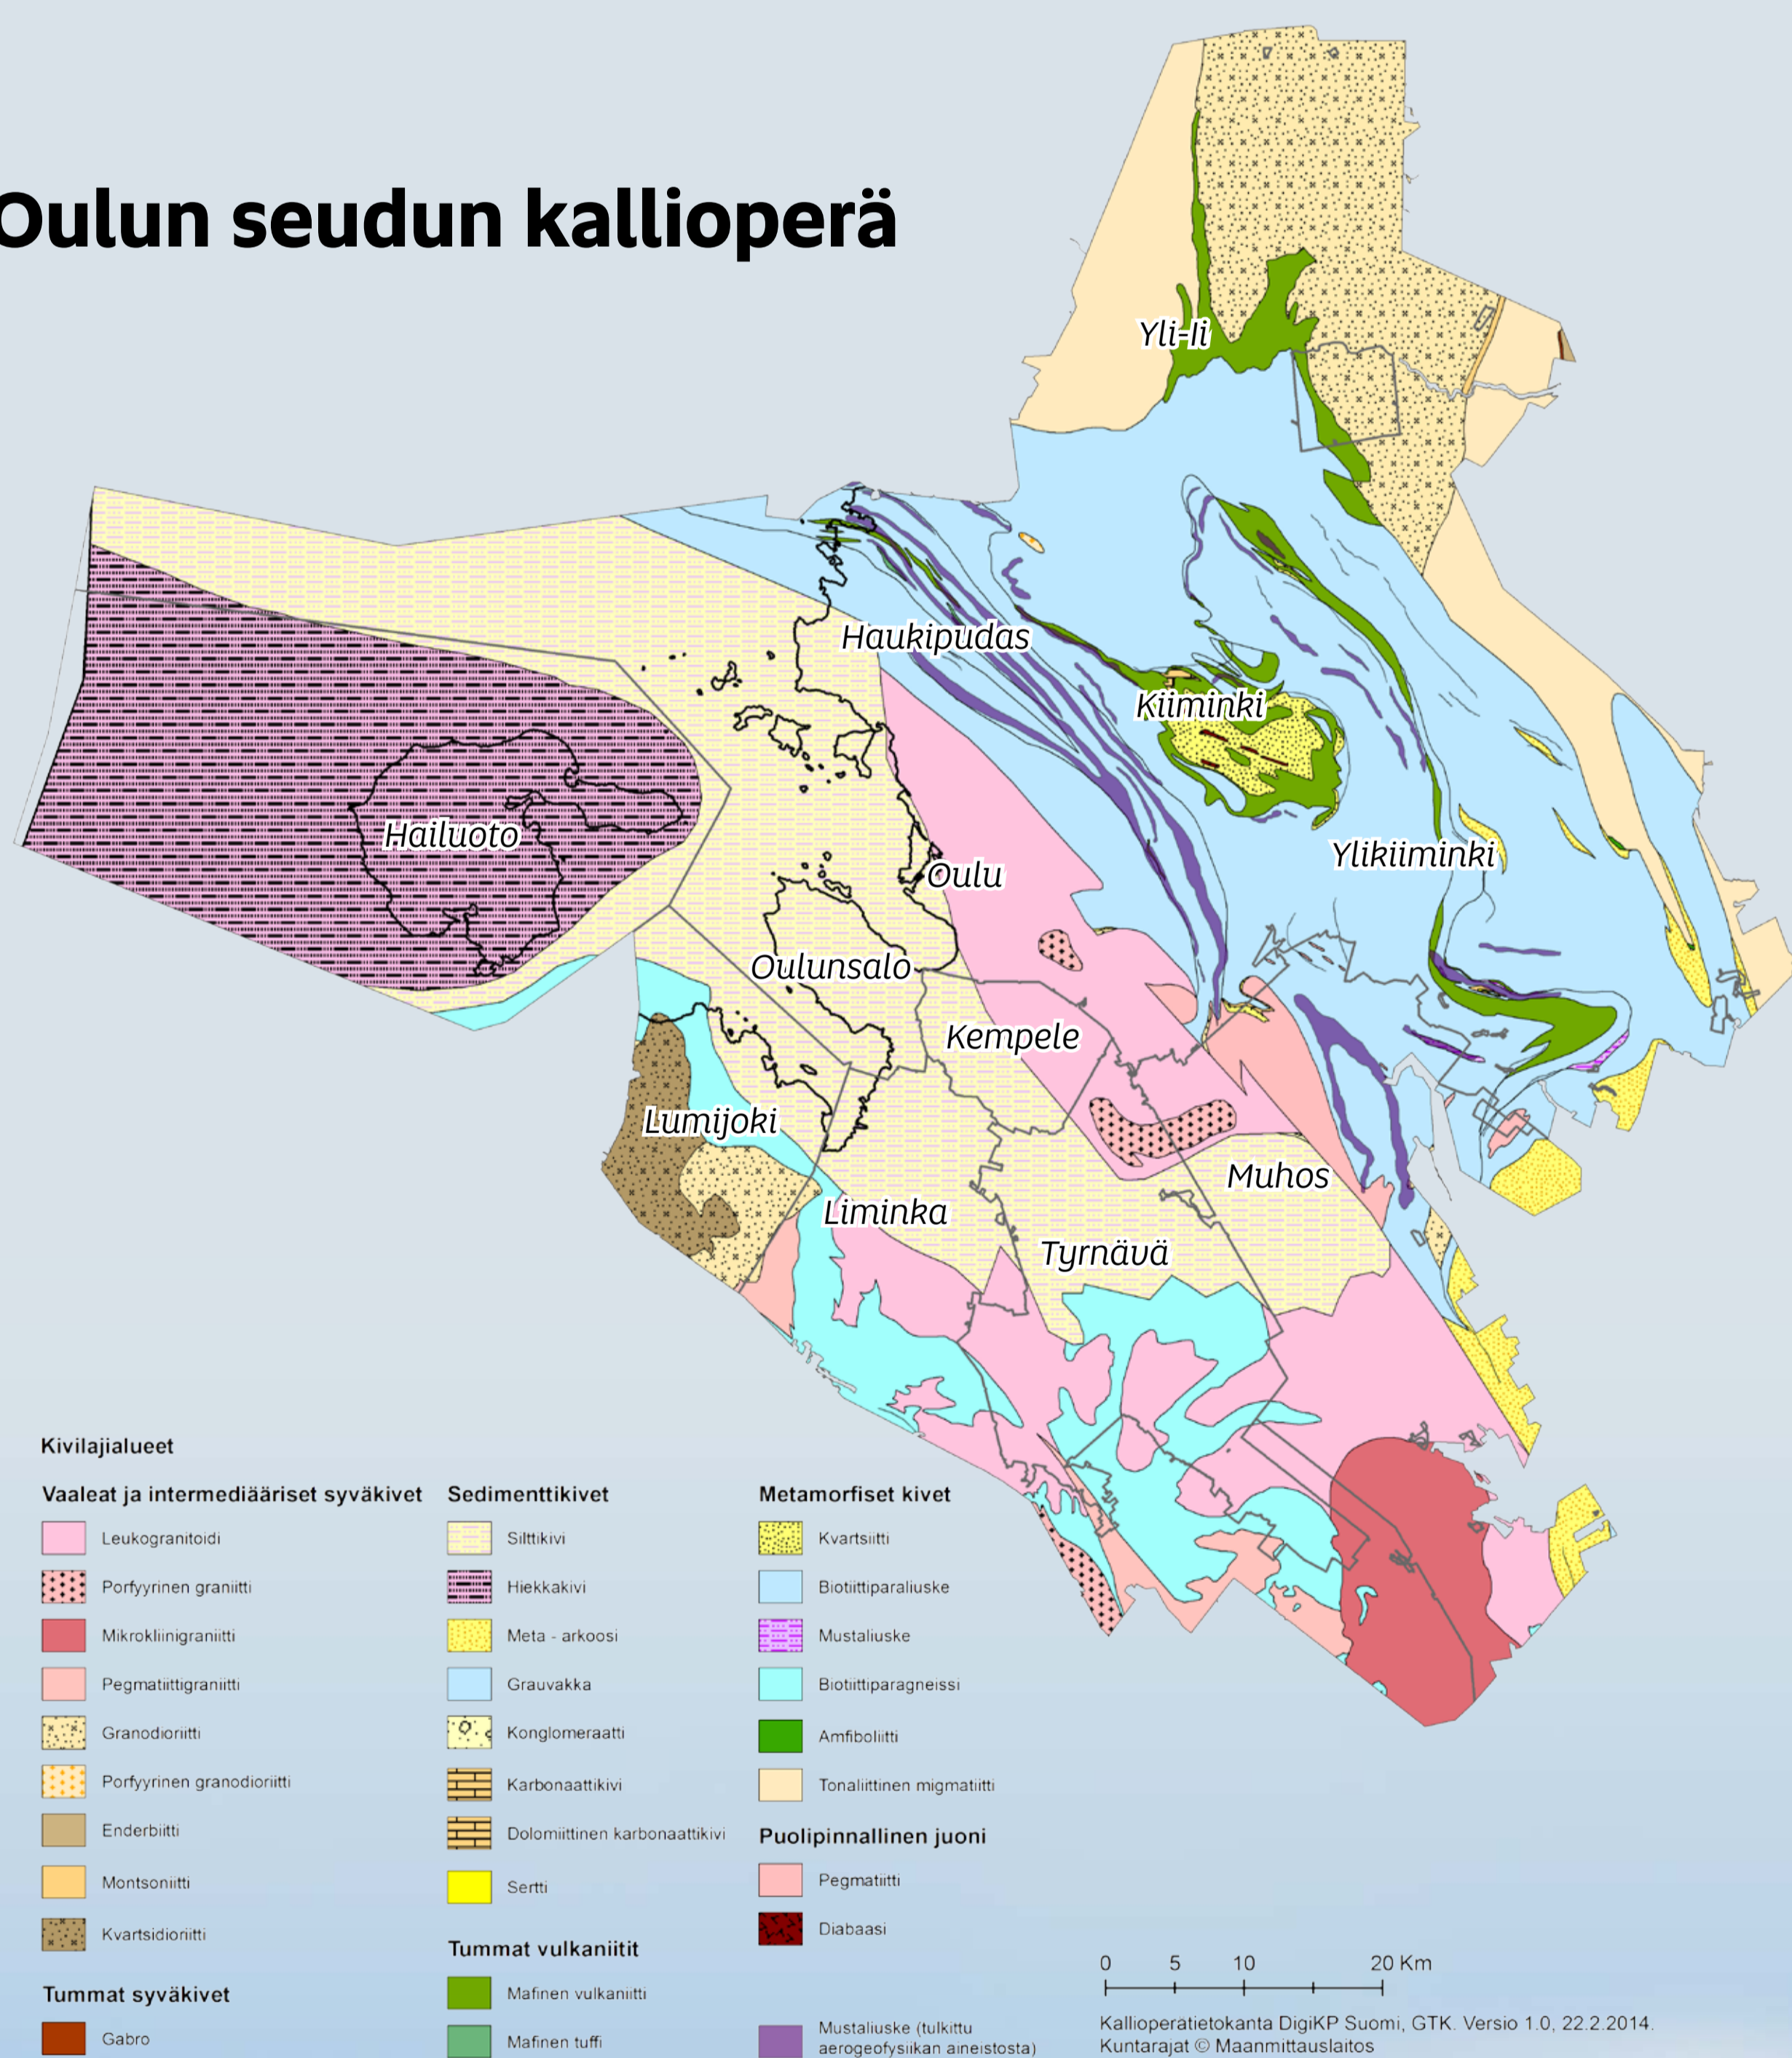 Oulun seudun kallioperä
Yli-Ii
Haukipudas
Kiiminki
Hailuoto
Ylikiiminki
Oulu
Oulunsalo
Kempele
Lumijoki
Muhos
Liminka
Tyrnävä
Kivilajialueet
Vaaleat ja intermediääriset syväkivet
Leukogranitoidi
Porfyyrinen graniitti
Mikrokliinigraniitti
Pegmatiittigraniitti
Granodioriitti
Porfyyrinen granodioriitti
Enderbiitti
Montsoniitti
Kvartsidioriitti
Tummat syväkivet
Gabro
Sedimenttikivet
Silttikivi
Hiekkakivi
Meta - arkoosi
Grauvakka
Konglomeraatti
Karbonaattikivi
Dolomiittinen karbonaattikivi
Sertti
Tummat vulkaniitit
Mafinen vulkaniitti
Mafinen tuffi
Metamorfiset kivet
Kvartsiitti
Biotiittiparaliuske
Mustaliuske
Biotiittiparagneissi
Amfiboliitti
Tonaliittinen migmatiitti
Puolipinnallinen juoni
Pegmatiitti
Diabaasi
Mustaliuske (tulkittu
aerogeofysiikan aineistosta)
0 5 10 20 Km
Kallioperatietokanta DigiKP Suomi, GTK. Versio 1.0, 22.2.2014.
Kuntarajat © Maanmittauslaitos